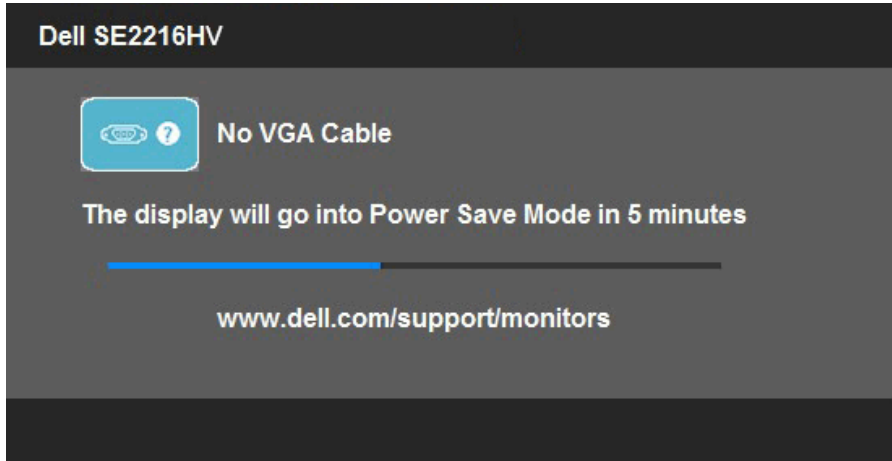 Dell SE2216HV
? No VGA Cable
The display will go into Power Save Mode in 5 minutes
www.dell.com/support/monitors